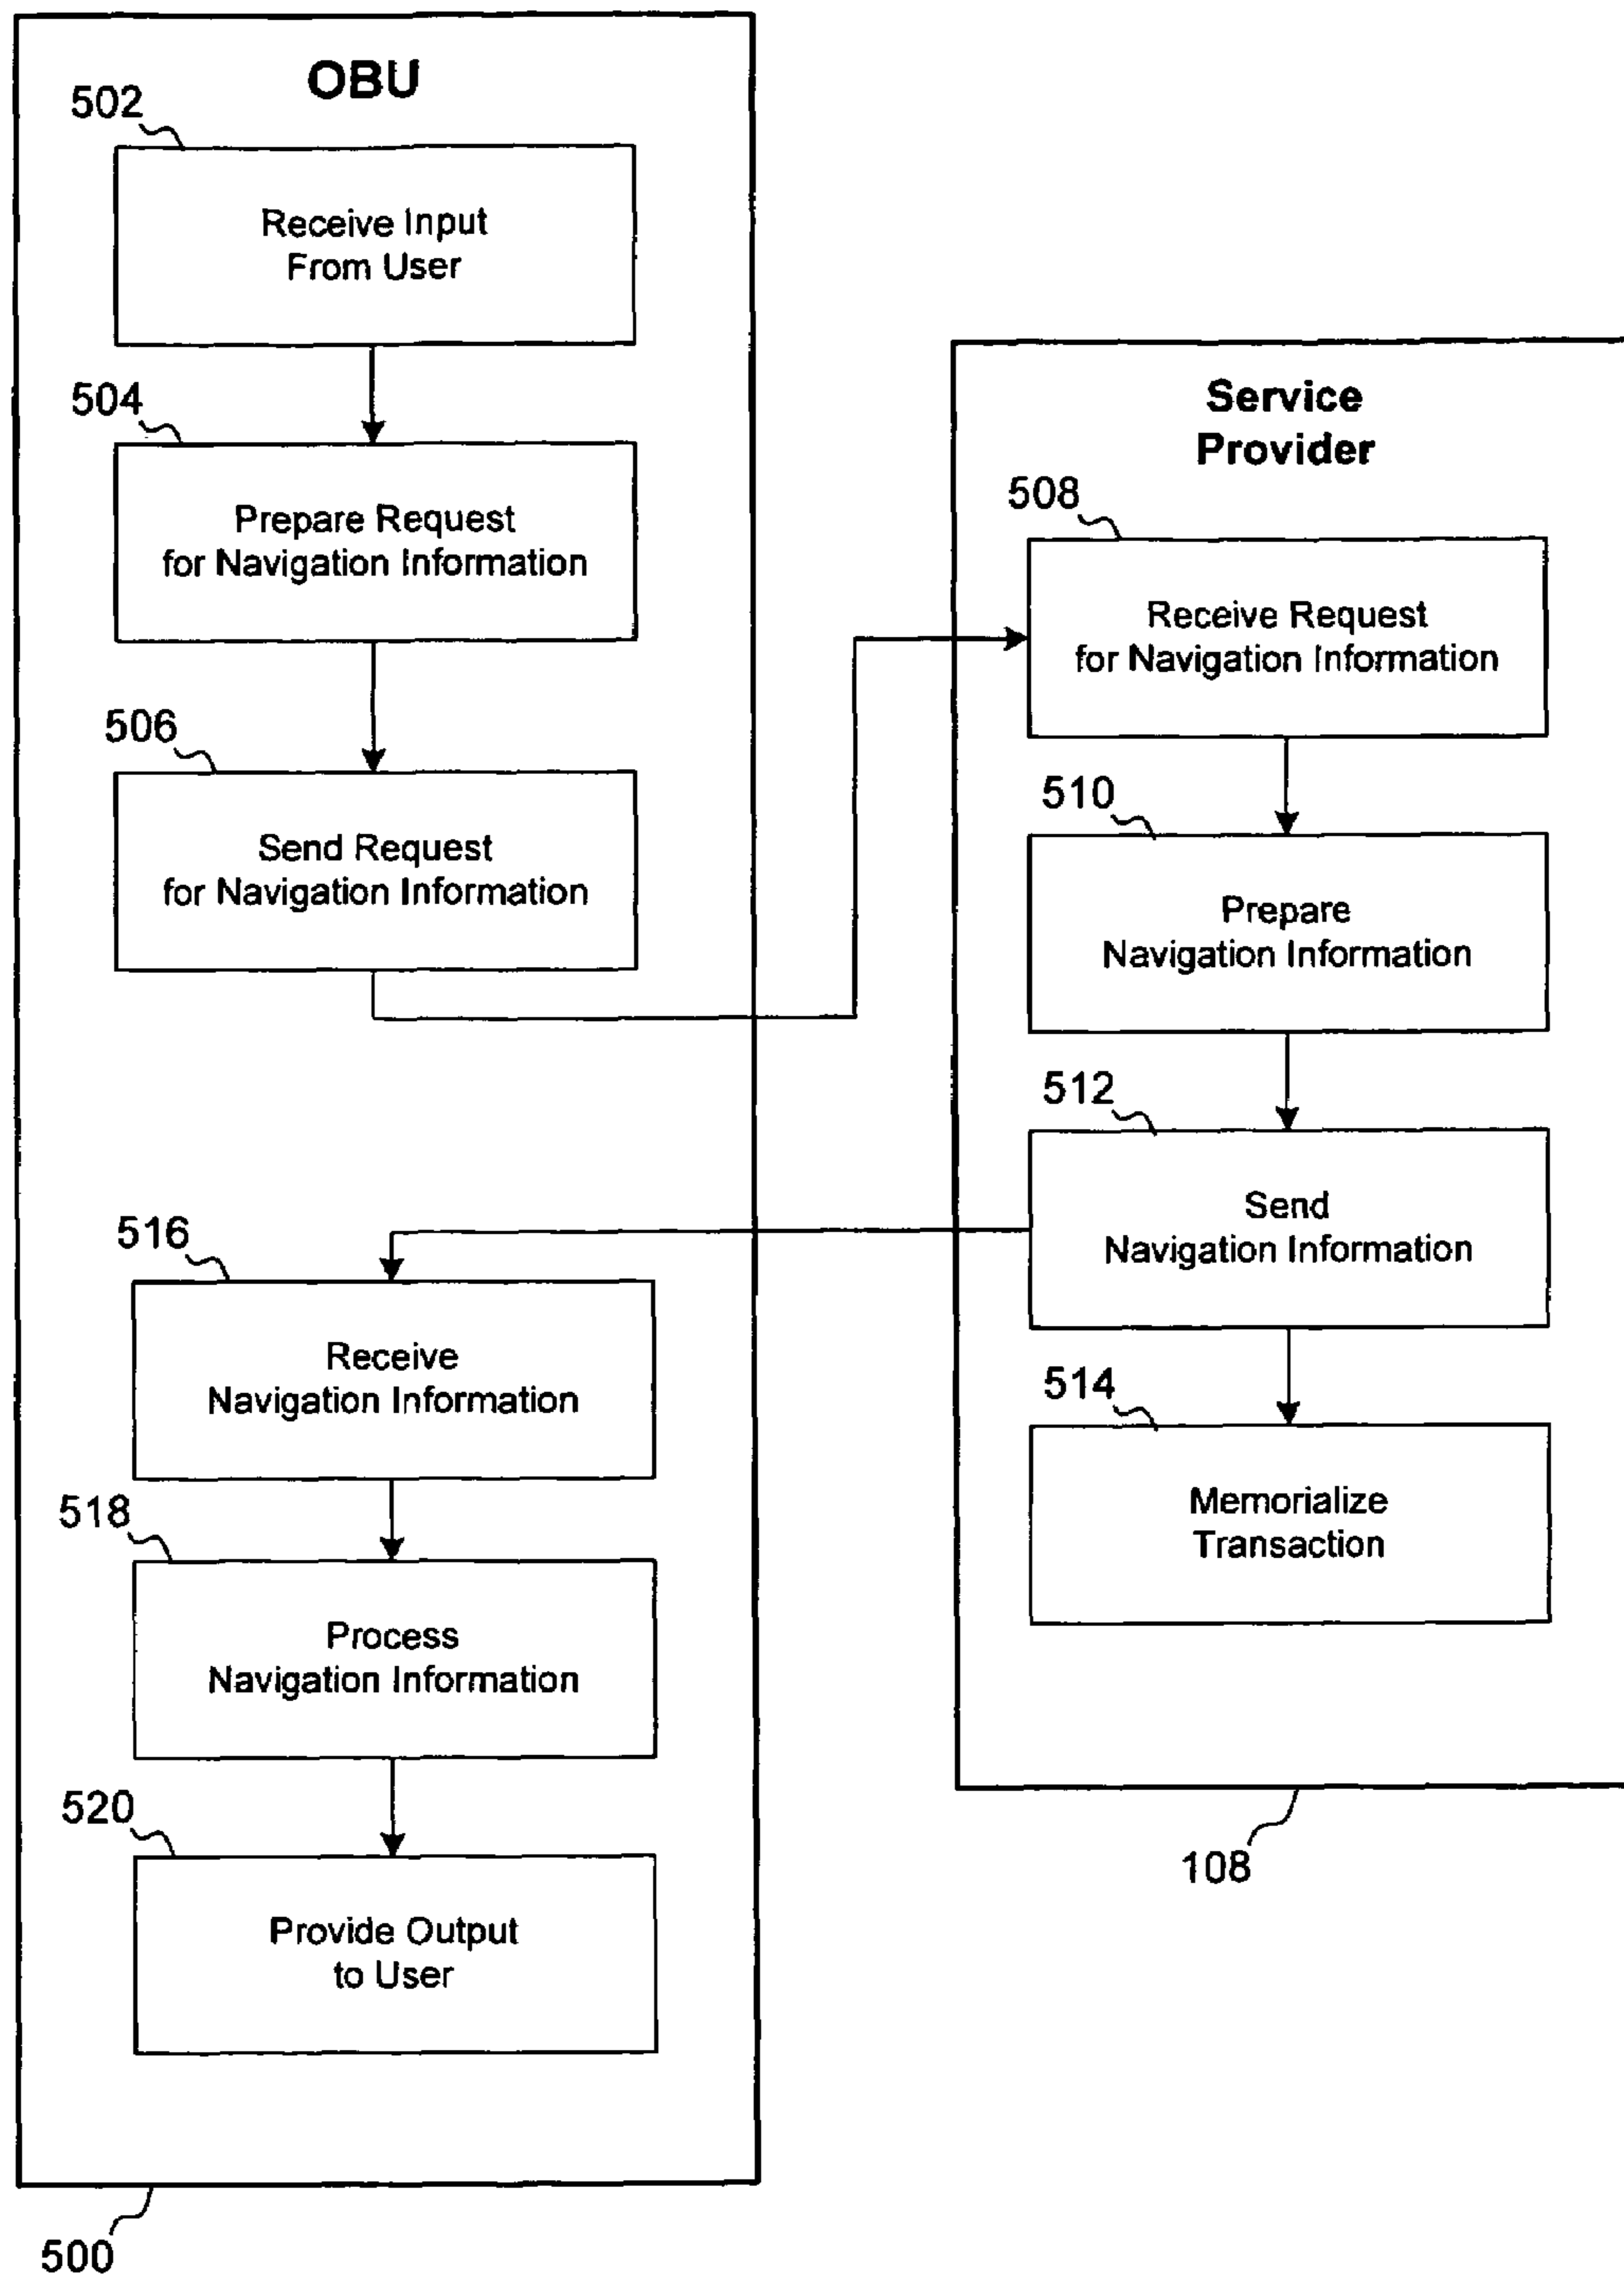 OBU
502
Receive Input
From User
504
Prepare Request
for Navigation Information
506
Send Request
for Navigation Information
Service
Provider
508
Receive Request
for Navigation Information
510
Prepare
Navigation Information
512
Send
Navigation Information
514
Memorialize
Transaction
108
516
Receive
Navigation Information
518
Process
Navigation Information
520
Provide Output
to User
500